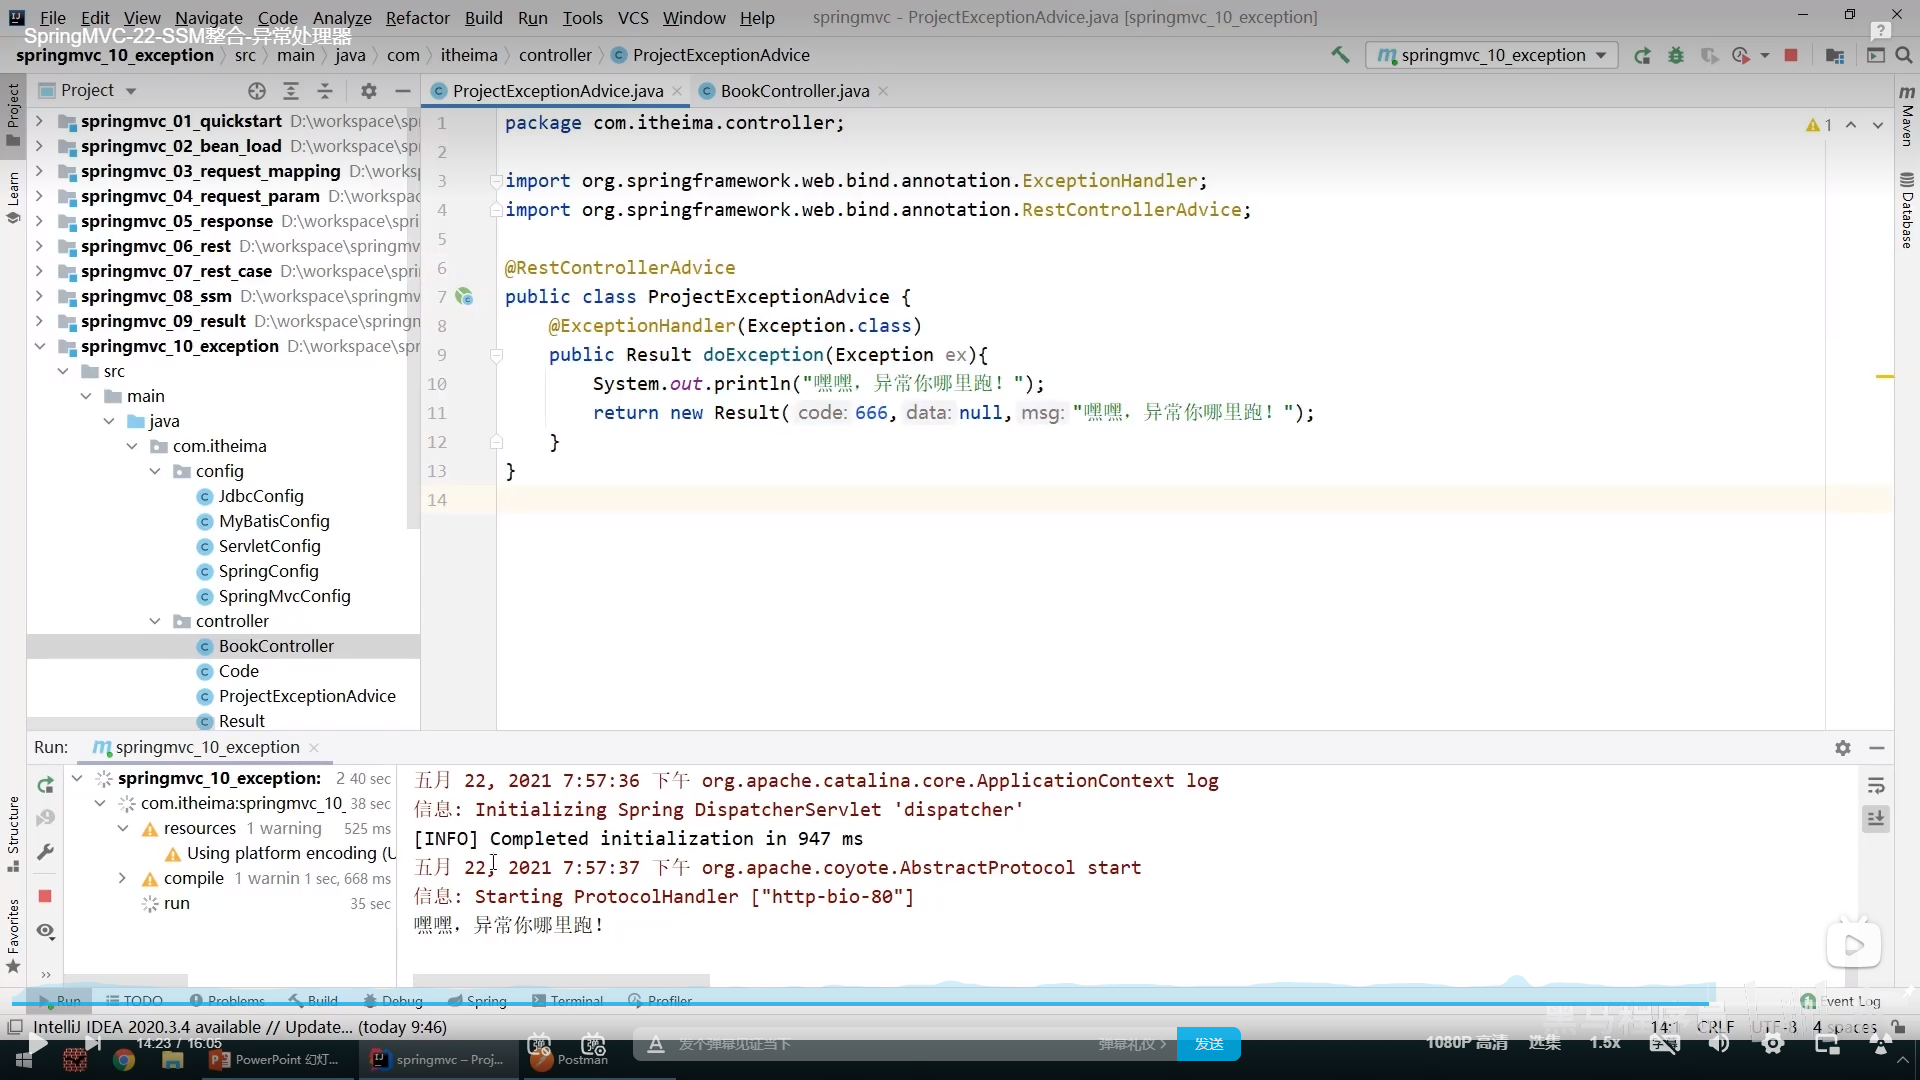 File Edit View Navigate Code Analyze Refactor Build Run Tools VCS Window Help springmvc - ProjectExceptionAdvice.java [springmvc_10_exception]
SpringMVC-22-SSM整合-异常处理器
springmvc_10_exception src main java com itheima controller ProjectExceptionAdvice
springmvc_10_exception
Project
ProjectExceptionAdvice.java
BookController.java
Project
Learn
Structure
Favorites
Maven
Database
springmvc_01_quickstart D:\workspace\sp
springmvc_02_bean_load D:\workspace\sp
springmvc_03_request_mapping D:\works
springmvc_04_request_param D:\workspac
springmvc_05_response D:\workspace\spri
springmvc_06_rest D:\workspace\springmv
springmvc_07_rest_case D:\workspace\spri
springmvc_08_ssm D:\workspace\springmv
springmvc_09_result D:\workspace\springn
springmvc_10_exception D:\workspace\spr
src
main
java
com.itheima
config
JdbcConfig
MyBatisConfig
ServletConfig
SpringConfig
SpringMvcConfig
controller
BookController
Code
ProjectExceptionAdvice
Result
1 package com.itheima.controller;
2
3 import org.springframework.web.bind.annotation.ExceptionHandler;
4 import org.springframework.web.bind.annotation.RestControllerAdvice;
5
6 @RestControllerAdvice
7 public class ProjectExceptionAdvice {
8 @ExceptionHandler(Exception.class)
9 public Result doException(Exception ex){
10 System.out.println("嘿嘿，异常你哪里跑！");
11 return new Result( code: 666, data: null, msg: "嘿嘿，异常你哪里跑！");
12 }
13 }
14
1
Run: springmvc_10_exception
springmvc_10_exception: 2 40 sec
com.itheima:springmvc_10_ 38 sec
resources 1 warning 525 ms
Using platform encoding (U
compile 1 warnin 1 sec, 668 ms
run 35 sec
五月 22, 2021 7:57:36 下午 org.apache.catalina.core.ApplicationContext log
信息: Initializing Spring DispatcherServlet 'dispatcher'
[INFO] Completed initialization in 947 ms
五月 22, 2021 7:57:37 下午 org.apache.coyote.AbstractProtocol start
信息: Starting ProtocolHandler ["http-bio-80"]
嘿嘿，异常你哪里跑！
Run TODO Problems Build Debug Spring Terminal Profiler Event Log
IntelliJ IDEA 2020.3.4 available // Update... (today 9:46) 14:1 CRLF UTF-8 4 spaces
黑马程序员
14:23 / 16:05 发个弹幕见证当下 弹幕礼仪 > 发送 1080P 高清 选集 1.5x
PowerPoint 幻灯... springmvc – Proj... Postman